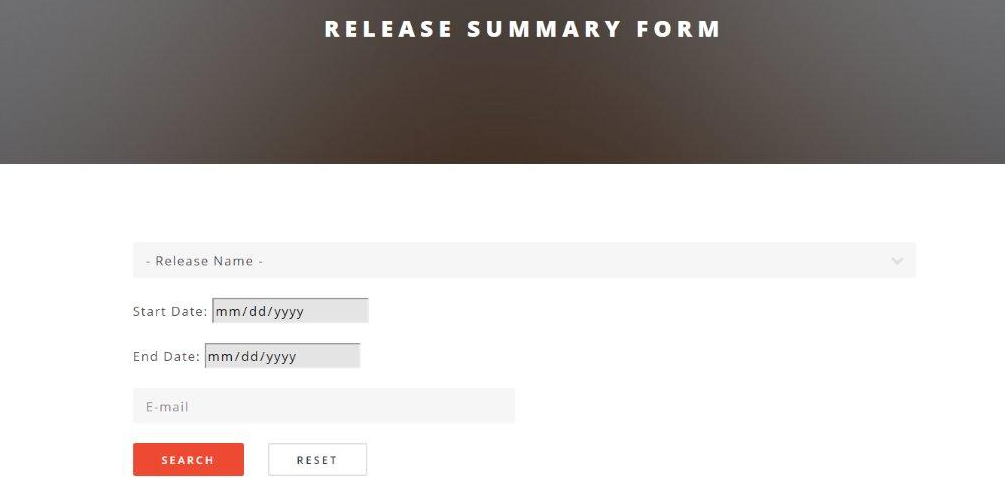 RELEASE SUMMARY FORM
- Release Name -
Start Date: mm/dd/yyyy
End Date: mm/dd/yyyy
E-mail
SEARCH RESET